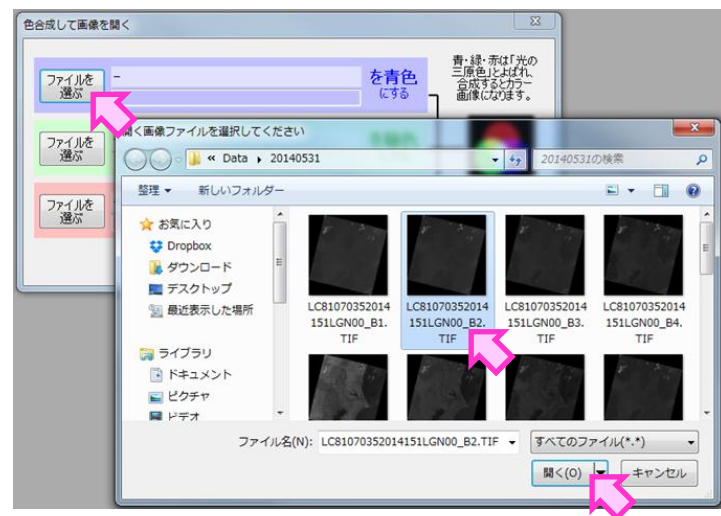 色合成して画像を開く
ファイルを
選ぶ
-
を青色
にする
青・緑・赤は「光の
三原色」とよばれ、
合成するとカラー
画像になります。
ファイルを
選ぶ
ファイルを
選ぶ
開く画像ファイルを選択してください
« Data ▸ 20140531
20140531の検索
整理 ▼
新しいフォルダー
お気に入り
Dropbox
ダウンロード
デスクトップ
最近表示した場所
ライブラリ
ドキュメント
ピクチャ
ビデオ
LC81070352014
151LGN00_B1.
TIF
LC81070352014
151LGN00_B2.
TIF
LC81070352014
151LGN00_B3.
TIF
LC81070352014
151LGN00_B4.
TIF
ファイル名(N):
LC81070352014151LGN00_B2.TIF
すべてのファイル(*.*)
開く(O)
キャンセル